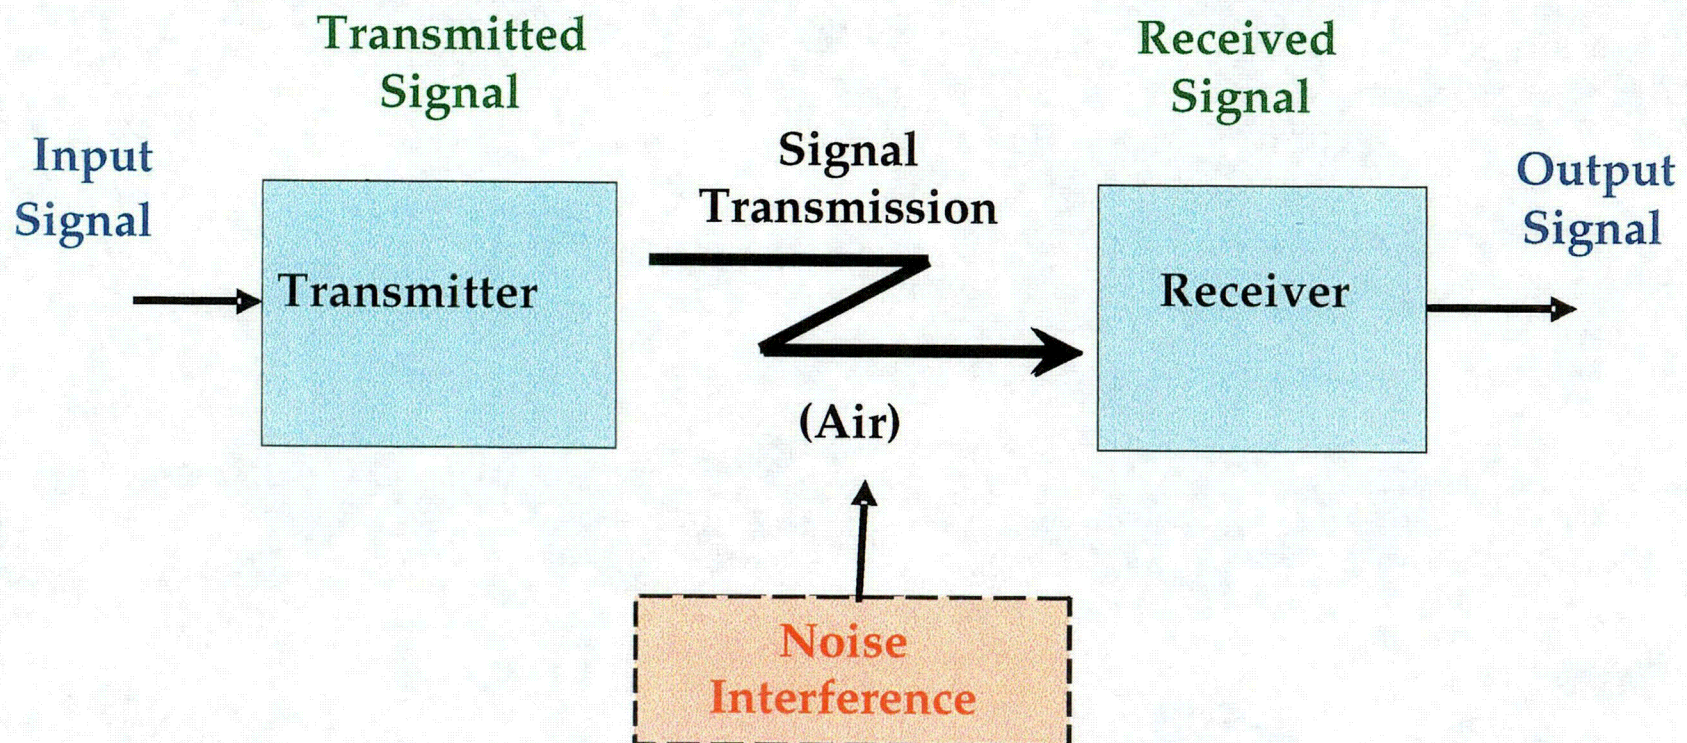 Transmitted
Signal
Received
Signal
Input
Signal
Signal
Transmission
Output
Signal
Transmitter
Receiver
(Air)
Noise
Interference